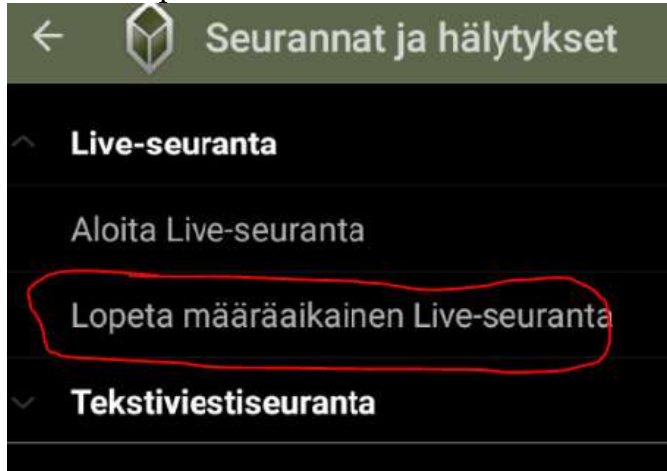 Seurannat ja hälytykset
Live-seuranta
Aloita Live-seuranta
Lopeta määräaikainen Live-seuranta
Tekstiviestiseuranta